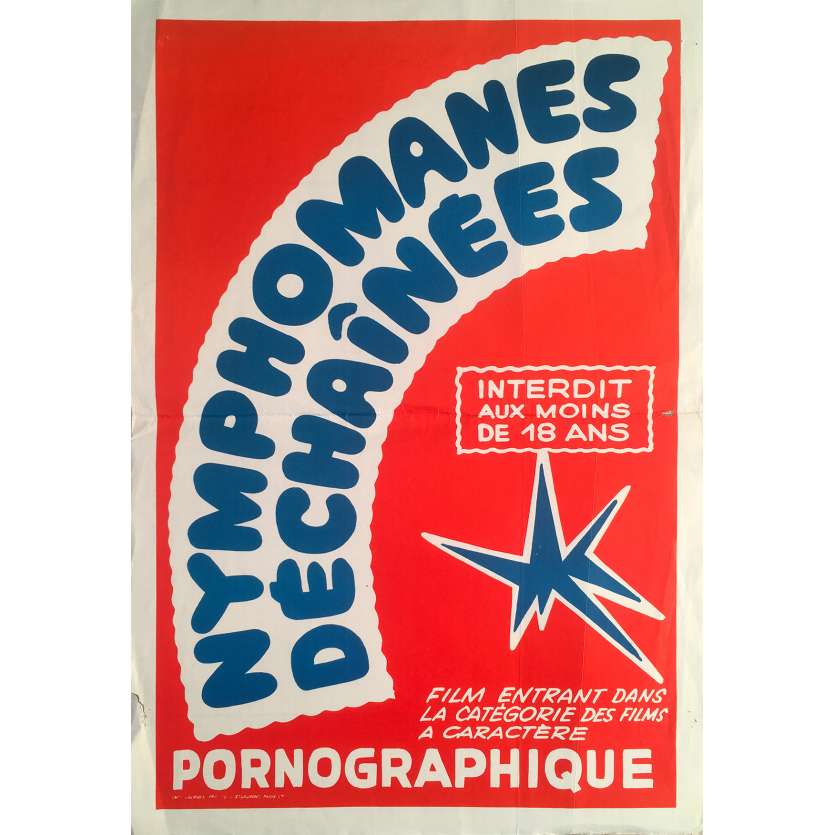 NYMPHOMANES
DÉCHAÎNÉES
INTERDIT
AUX MOINS
DE 18 ANS
FILM ENTRANT DANS
LA CATÉGORIE DES FILMS
A CARACTÈRE
PORNOGRAPHIQUE